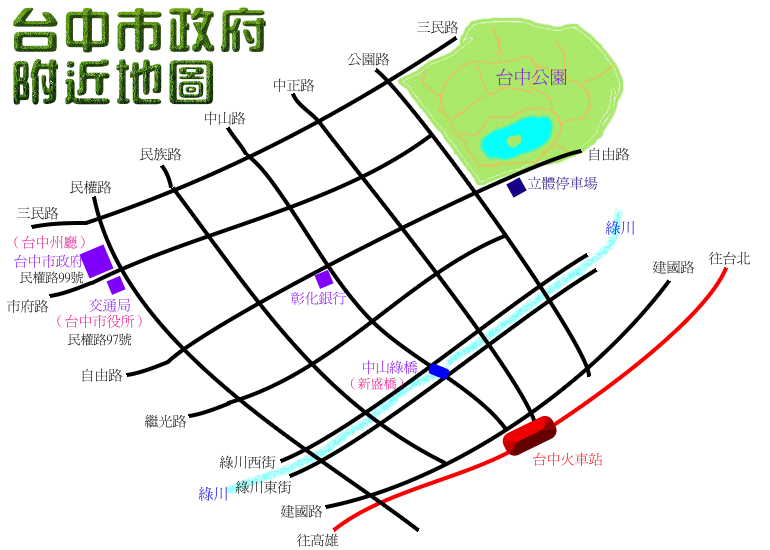 台中市政府
附近地圖
三民路
公園路
台中公園
中正路
中山路
民族路
自由路
立體停車場
民權路
三民路
綠川
(台中州廳)
台中市政府
民權路99號
往台北
建國路
市府路
交通局
(台中市役所)
民權路97號
彰化銀行
自由路
中山綠橋
(新盛橋)
繼光路
綠川西街
台中火車站
綠川
綠川東街
建國路
往高雄